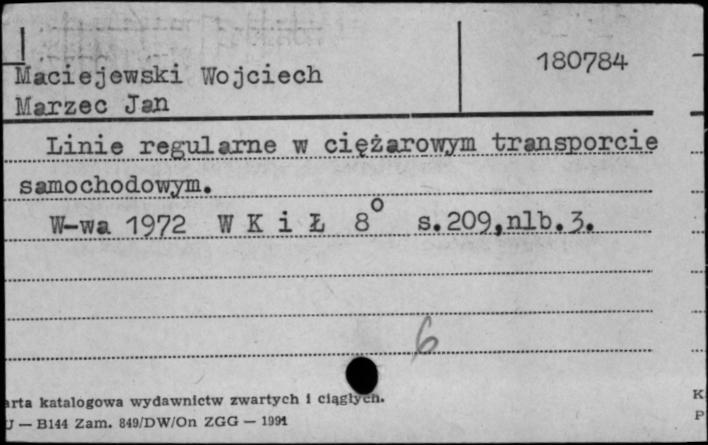 Maciejewski Wojciech
180784
Marzec Jan
Linie regularne w ciężarowym transporcie
samochodowym.
W-wa 1972 W K i Ł 8° s.209,nlb.3.
6
arta katalogowa wydawnictw zwartych i ciągłych.
J — B144 Zam. 849/DW/On ZGG — 1991
K
P